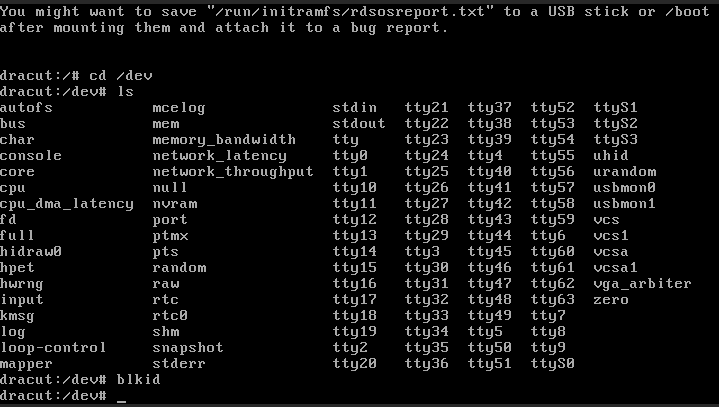 You might want to save "/run/initramfs/rdsosreport.txt" to a USB stick or /boot
after mounting them and attach it to a bug report.
dracut:/# cd /dev
dracut:/dev# ls
autofs mcelog stdin tty21 tty37 tty52 ttyS1
bus mem stdout tty22 tty38 tty53 ttyS2
char memory_bandwidth tty tty23 tty39 tty54 ttyS3
console network_latency tty0 tty24 tty4 tty55 uhid
core network_throughput tty1 tty25 tty40 tty56 urandom
cpu null tty10 tty26 tty41 tty57 usbmon0
cpu_dma_latency nvram tty11 tty27 tty42 tty58 usbmon1
fd port tty12 tty28 tty43 tty59 vcs
full ptmx tty13 tty29 tty44 tty6 vcs1
hidraw0 pts tty14 tty3 tty45 tty60 vcsa
hpet random tty15 tty30 tty46 tty61 vcsa1
hwrng raw tty16 tty31 tty47 tty62 vga_arbiter
input rtc tty17 tty32 tty48 tty63 zero
kmsg rtc0 tty18 tty33 tty49 tty7
log shm tty19 tty34 tty5 tty8
loop-control snapshot tty2 tty35 tty50 tty9
mapper stderr tty20 tty36 tty51 ttyS0
dracut:/dev# blkid
dracut:/dev# _